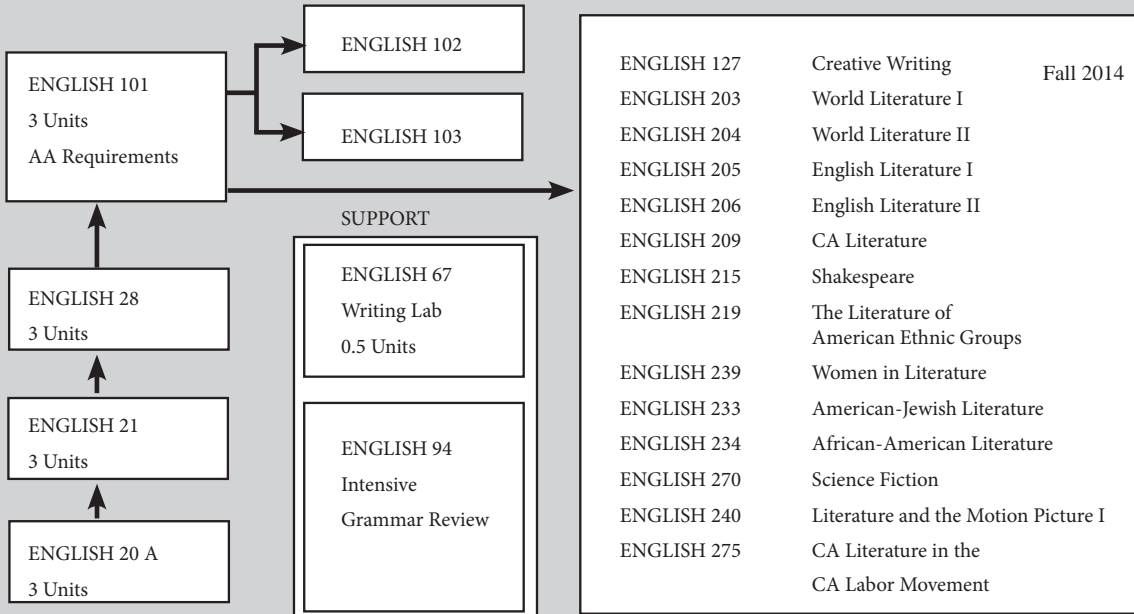 ENGLISH 101
3 Units
AA Requirements
ENGLISH 102
ENGLISH 103
ENGLISH 28
3 Units
ENGLISH 21
3 Units
ENGLISH 20 A
3 Units
SUPPORT
ENGLISH 67
Writing Lab
0.5 Units
ENGLISH 94
Intensive
Grammar Review
Fall 2014
ENGLISH 127 Creative Writing
ENGLISH 203 World Literature I
ENGLISH 204 World Literature II
ENGLISH 205 English Literature I
ENGLISH 206 English Literature II
ENGLISH 209 CA Literature
ENGLISH 215 Shakespeare
ENGLISH 219 The Literature of
American Ethnic Groups
ENGLISH 239 Women in Literature
ENGLISH 233 American-Jewish Literature
ENGLISH 234 African-American Literature
ENGLISH 270 Science Fiction
ENGLISH 240 Literature and the Motion Picture I
ENGLISH 275 CA Literature in the
CA Labor Movement